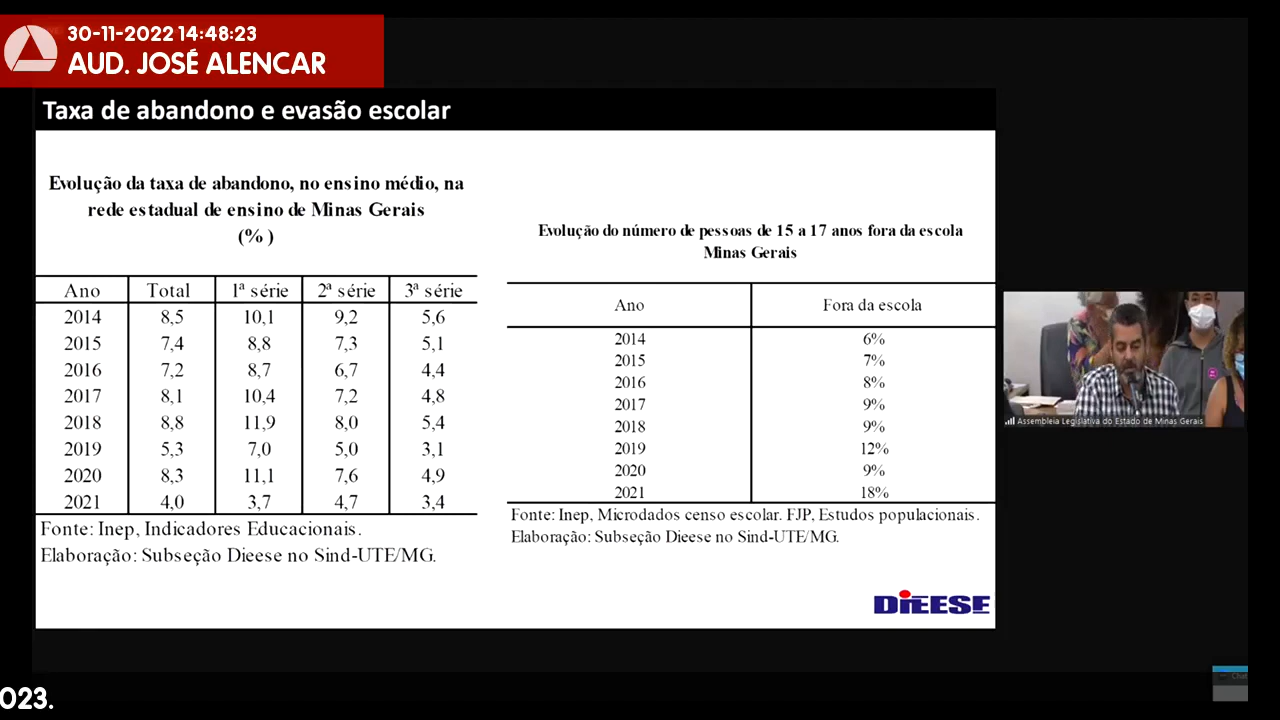 30-11-2022 14:48:23
AUD. JOSÉ ALENCAR
Taxa de abandono e evasão escolar
Evolução da taxa de abandono, no ensino médio, na
rede estadual de ensino de Minas Gerais
(%)
Ano Total 1ª série 2ª série 3ª série
2014 8,5 10,1 9,2 5,6
2015 7,4 8,8 7,3 5,1
2016 7,2 8,7 6,7 4,4
2017 8,1 10,4 7,2 4,8
2018 8,8 11,9 8,0 5,4
2019 5,3 7,0 5,0 3,1
2020 8,3 11,1 7,6 4,9
2021 4,0 3,7 4,7 3,4
Fonte: Inep, Indicadores Educacionais.
Elaboração: Subseção Dieese no Sind-UTE/MG.
Evolução do número de pessoas de 15 a 17 anos fora da escola
Minas Gerais
Ano Fora da escola
2014 6%
2015 7%
2016 8%
2017 9%
2018 9%
2019 12%
2020 9%
2021 18%
Fonte: Inep, Microdados censo escolar. FJP, Estudos populacionais.
Elaboração: Subseção Dieese no Sind-UTE/MG.
DIEESE
Assembleia Legislativa do Estado de Minas Gerais
Chat
023.